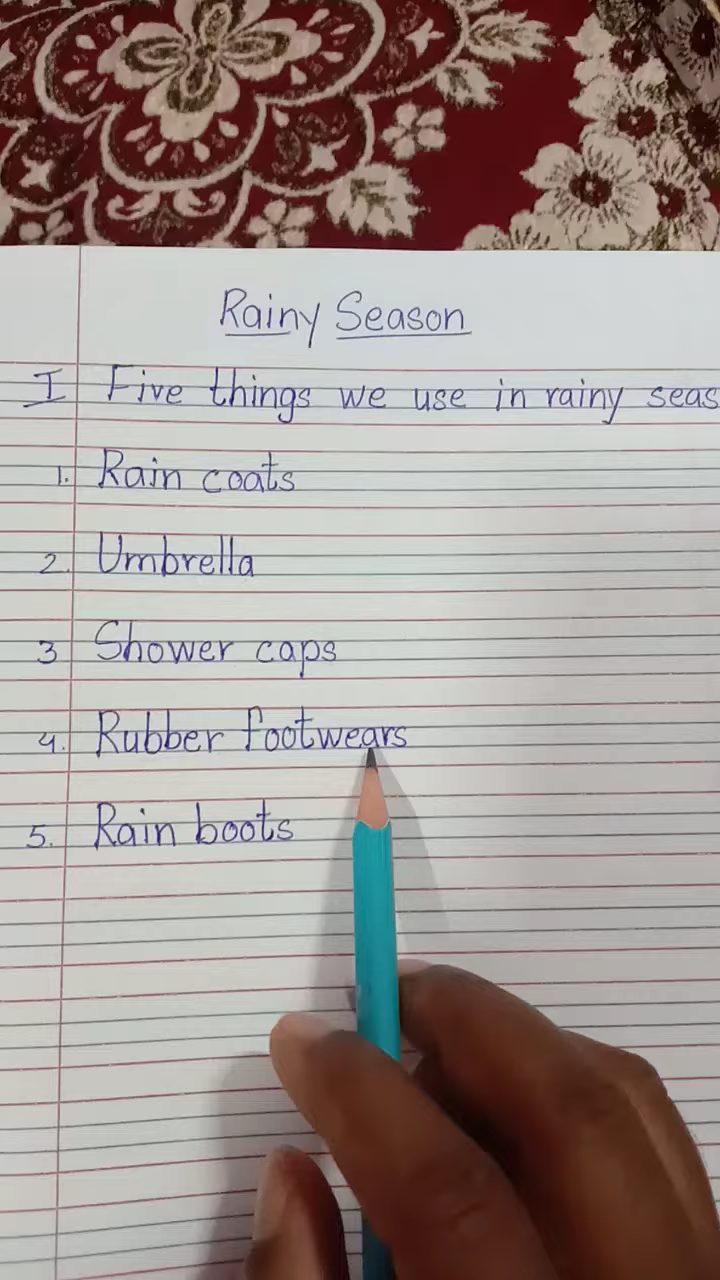 Rainy Season
I Five things we use in rainy seas
1. Rain coats
2. Umbrella
3 Shower caps
4. Rubber footwears
5. Rain boots